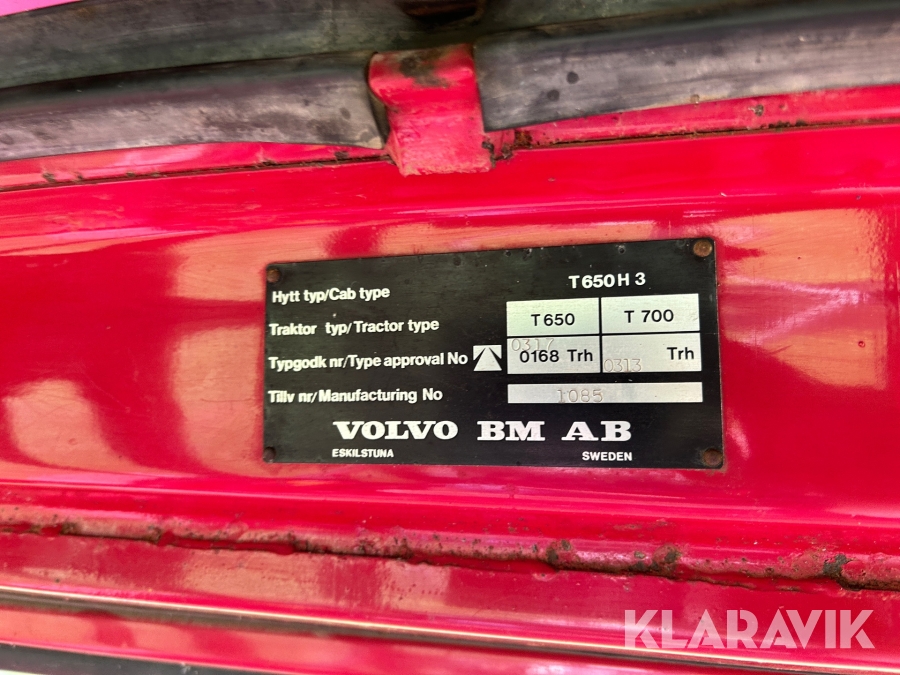 Hytt typ/Cab type T650H 3
Traktor typ/Tractor type T650 T 700
Typgodk nr/Type approval No 0317 0168 Trh 0313 Trh
Tillv nr/Manufacturing No 1085
VOLVO BM AB
ESKILSTUNA SWEDEN
KLARAVIK